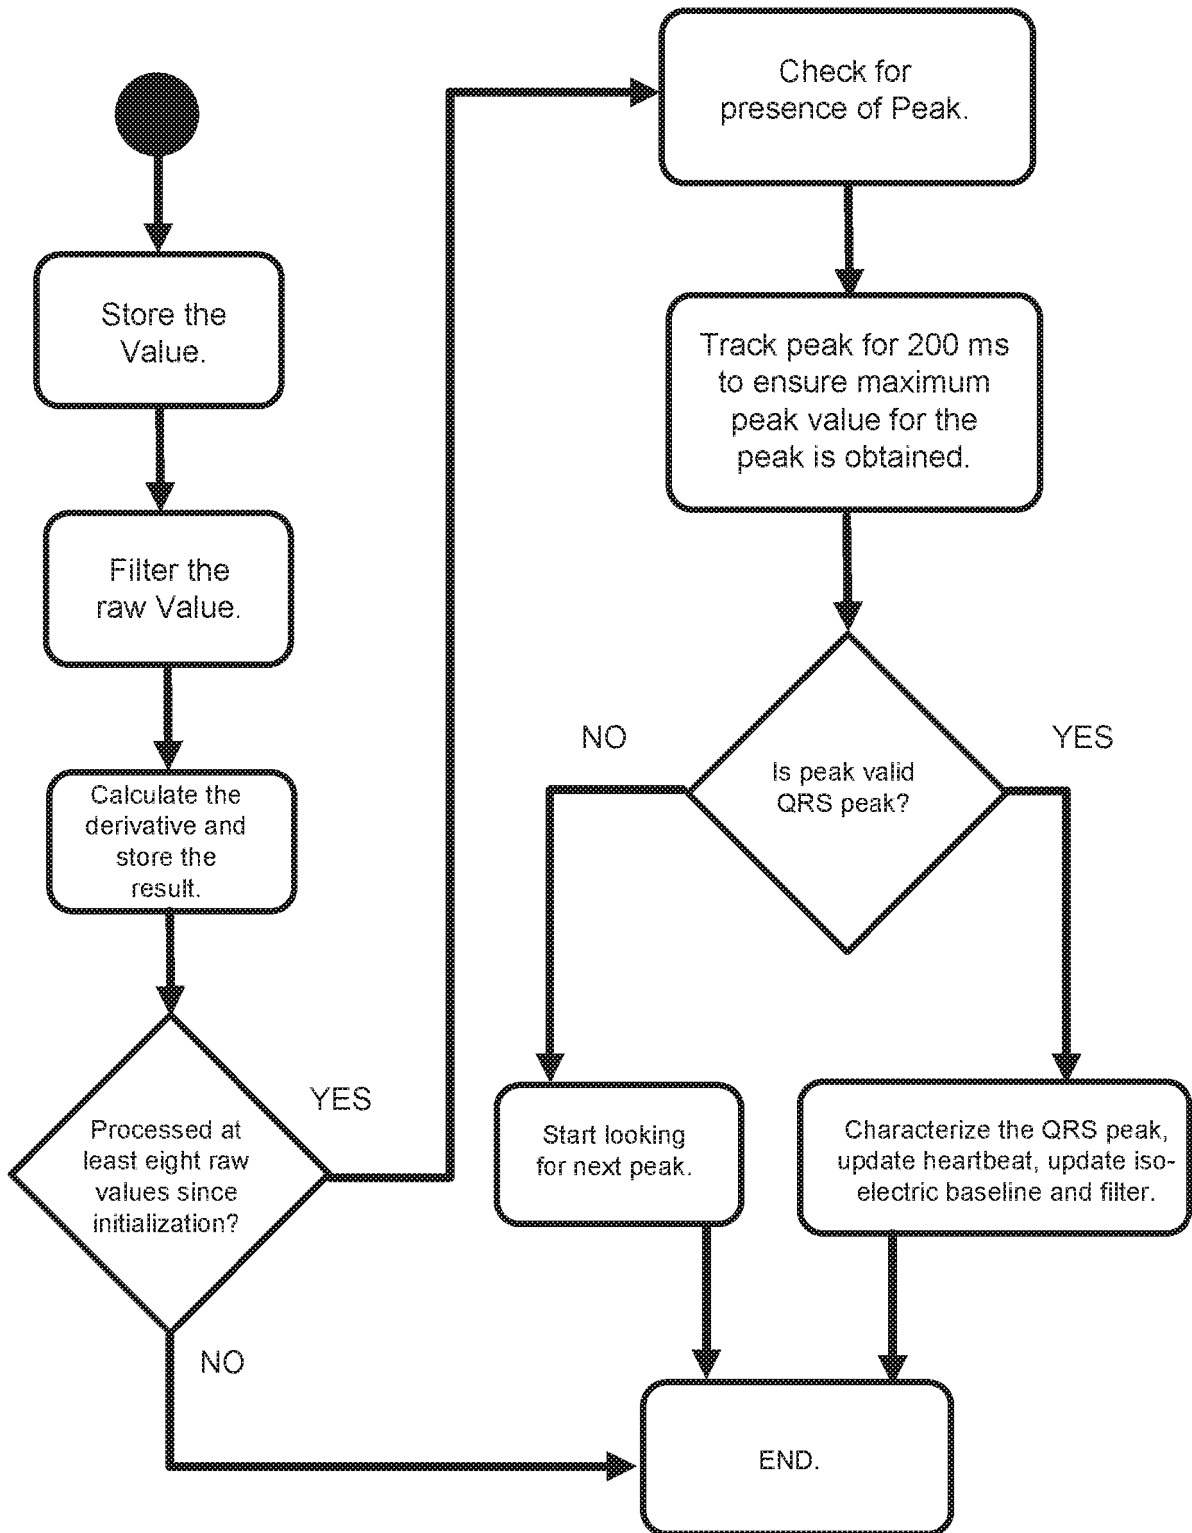 Store the
Value.
Filter the
raw Value.
Calculate the
derivative and
store the
result.
Processed at
least eight raw
values since
initialization?
YES
NO
Check for
presence of Peak.
Track peak for 200 ms
to ensure maximum
peak value for the
peak is obtained.
Is peak valid
QRS peak?
NO
YES
Start looking
for next peak.
Characterize the QRS peak,
update heartbeat, update iso-
electric baseline and filter.
END.